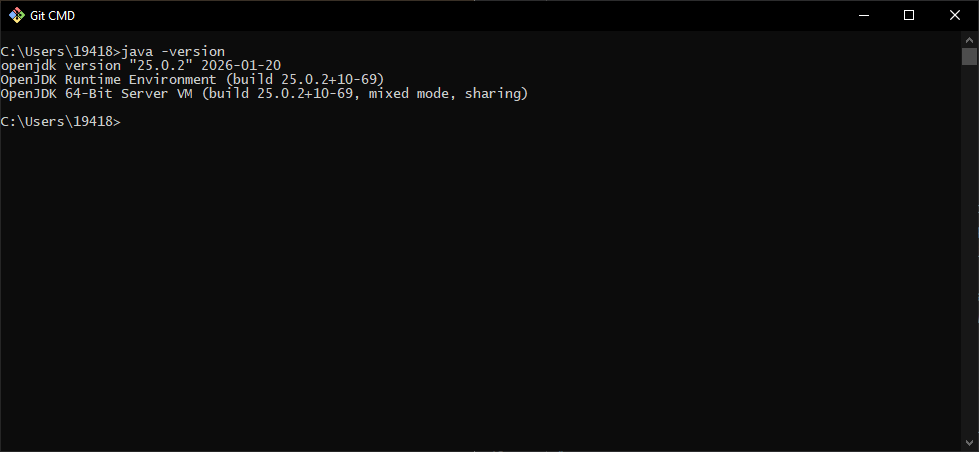 Git CMD
C:\Users\19418>java -version
openjdk version "25.0.2" 2026-01-20
OpenJDK Runtime Environment (build 25.0.2+10-69)
OpenJDK 64-Bit Server VM (build 25.0.2+10-69, mixed mode, sharing)
C:\Users\19418>